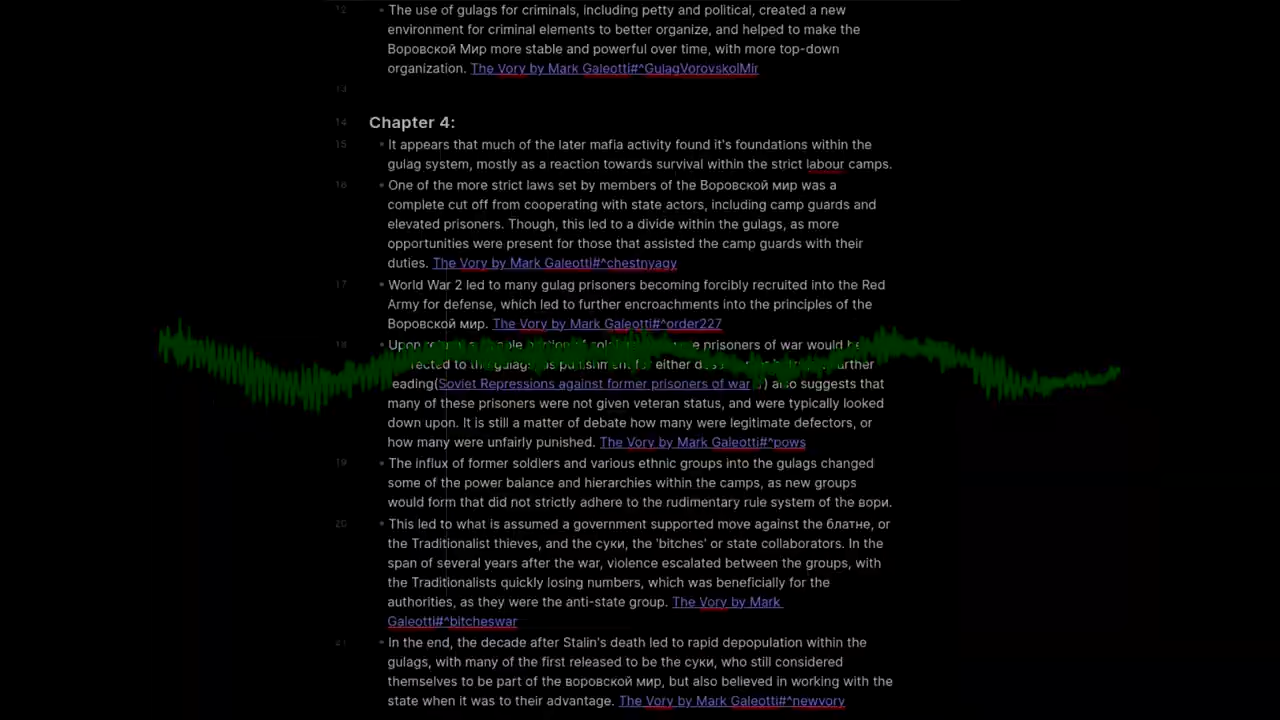 12 • The use of gulags for criminals, including petty and political, created a new
environment for criminal elements to better organize, and helped to make the
Воровской Мир more stable and powerful over time, with more top-down
organization. The Vory by Mark Galeotti#^GulagVorovskoIMir
13
14 Chapter 4:
15 • It appears that much of the later mafia activity found it's foundations within the
gulag system, mostly as a reaction towards survival within the strict labour camps.
16 • One of the more strict laws set by members of the Воровской мир was a
complete cut off from cooperating with state actors, including camp guards and
elevated prisoners. Though, this led to a divide within the gulags, as more
opportunities were present for those that assisted the camp guards with their
duties. The Vory by Mark Galeotti#^chestnyagy
17 • World War 2 led to many gulag prisoners becoming forcibly recruited into the Red
Army for defense, which led to further encroachments into the principles of the
Воровской мир. The Vory by Mark Galeotti#^order227
18 • Upon prisoners of war would be
to the gulags as punishment for either
reading(Soviet Repressions against former prisoners of war ) also suggests that
many of these prisoners were not given veteran status, and were typically looked
down upon. It is still a matter of debate how many were legitimate defectors, or
how many were unfairly punished. The Vory by Mark Galeotti#^pows
19 • The influx of former soldiers and various ethnic groups into the gulags changed
some of the power balance and hierarchies within the camps, as new groups
would form that did not strictly adhere to the rudimentary rule system of the вори.
20 • This led to what is assumed a government supported move against the блатне, or
the Traditionalist thieves, and the суки, the 'bitches' or state collaborators. In the
span of several years after the war, violence escalated between the groups, with
the Traditionalists quickly losing numbers, which was beneficially for the
authorities, as they were the anti-state group. The Vory by Mark
Galeotti#^bitcheswar
21 • In the end, the decade after Stalin's death led to rapid depopulation within the
gulags, with many of the first released to be the суки, who still considered
themselves to be part of the воровской мир, but also believed in working with the
state when it was to their advantage. The Vory by Mark Galeotti#^newvory